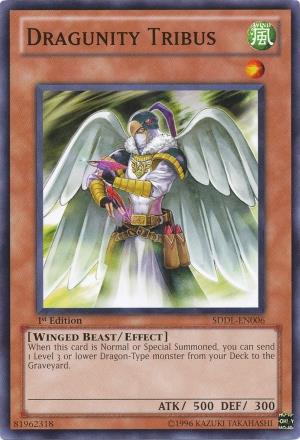 DRAGUNITY TRIBUS
WIND
風
1st Edition
SDDL-EN006
[WINGED BEAST/EFFECT]
When this card is Normal or Special Summoned, you can send
1 Level 3 or lower Dragon-Type monster from your Deck to the
Graveyard.
ATK/ 500 DEF/ 300
81962318
©1996 KAZUKI TAKAHASHI